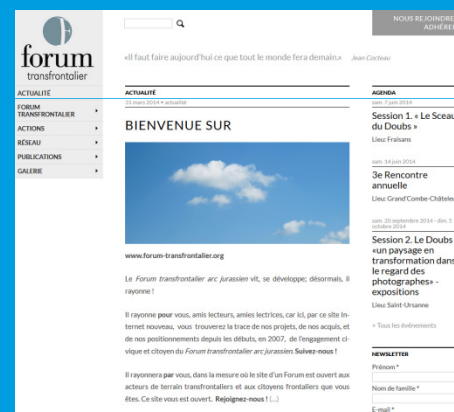 forum
transfrontalier
ACTUALITÉ
FORUM
TRANSFRONTALIER
ACTIONS
RÉSEAU
PUBLICATIONS
GALERIE
«Il faut faire aujourd'hui ce que tout le monde fera demain.» Jean Cocteau
ACTUALITÉ
31 mars 2014 • actualité
BIENVENUE SUR
www.forum-transfrontalier.org
Le Forum transfrontalier arc jurassien vit, se développe; désormais, il
rayonne !
Il rayonne pour vous, amis lecteurs, amies lectrices, car ici, par ce site In-
ternet nouveau, vous trouverez la trace de nos projets, de nos acquis, et
de nos positionnements depuis les débuts, en 2007, de l'engagement ci-
vique et citoyen du Forum transfrontalier arc jurassien. Suivez-nous !
Il rayonnera par vous, dans la mesure où le site d'un Forum est ouvert aux
acteurs de terrain transfrontaliers et aux citoyens frontaliers que vous
êtes. Ce site vous est ouvert. Rejoignez-nous ! (...)
NOUS REJOINDRE
ADHÉRE
AGENDA
sam. 7 juin 2014
Session 1. « Le Sceau
du Doubs »
Lieu: Fraisans
sam. 14 juin 2014
3e Rencontre
annuelle
Lieu: Grand'Combe-Châtele
sam. 20 septembre 2014 - dim. 5
octobre 2014
Session 2. Le Doubs
«un paysage en
transformation dans
le regard des
photographes» -
expositions
Lieu: Saint-Ursanne
» Tous les événements
NEWSLETTER
Prénom *
Nom de famille *
E-mail *